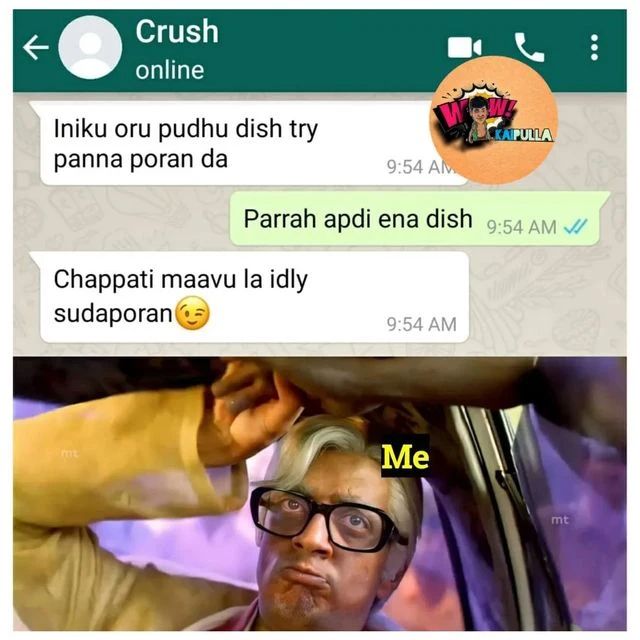 Crush
online
WOW!
KAIPULLA
Iniku oru pudhu dish try
panna poran da
9:54 AM
Parrah apdi ena dish
9:54 AM
Chappati maavu la idly
sudaporan😉
9:54 AM
Me
mt
mt